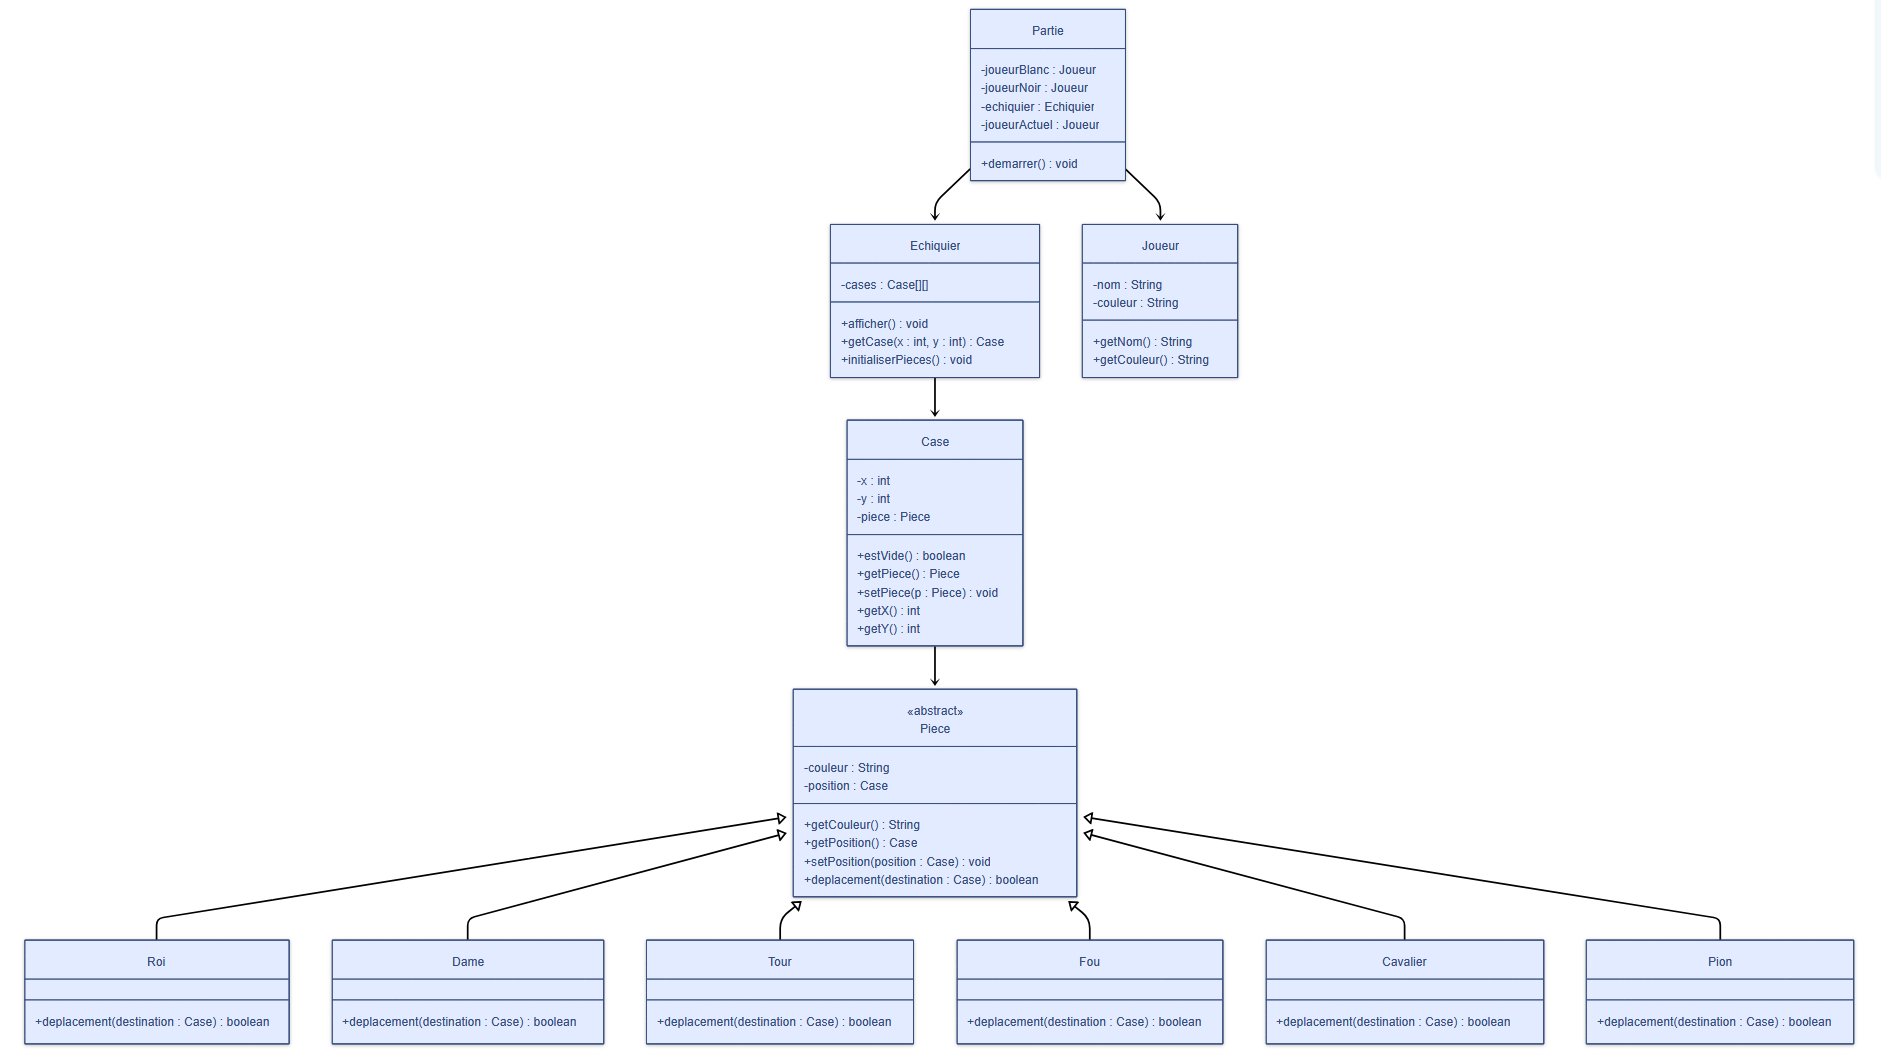 Partie
-joueurBlanc : Joueur
-joueurNoir : Joueur
-echiquier : Echiquier
-joueurActuel : Joueur
+demarrer() : void
Echiquier
-cases : Case[][]
+afficher() : void
+getCase(x : int, y : int) : Case
+initialiserPieces() : void
Joueur
-nom : String
-couleur : String
+getNom() : String
+getCouleur() : String
Case
-x : int
-y : int
-piece : Piece
+estVide() : boolean
+getPiece() : Piece
+setPiece(p : Piece) : void
+getX() : int
+getY() : int
«abstract»
Piece
-couleur : String
-position : Case
+getCouleur() : String
+getPosition() : Case
+setPosition(position : Case) : void
+deplacement(destination : Case) : boolean
Roi
+deplacement(destination : Case) : boolean
Dame
+deplacement(destination : Case) : boolean
Tour
+deplacement(destination : Case) : boolean
Fou
+deplacement(destination : Case) : boolean
Cavalier
+deplacement(destination : Case) : boolean
Pion
+deplacement(destination : Case) : boolean